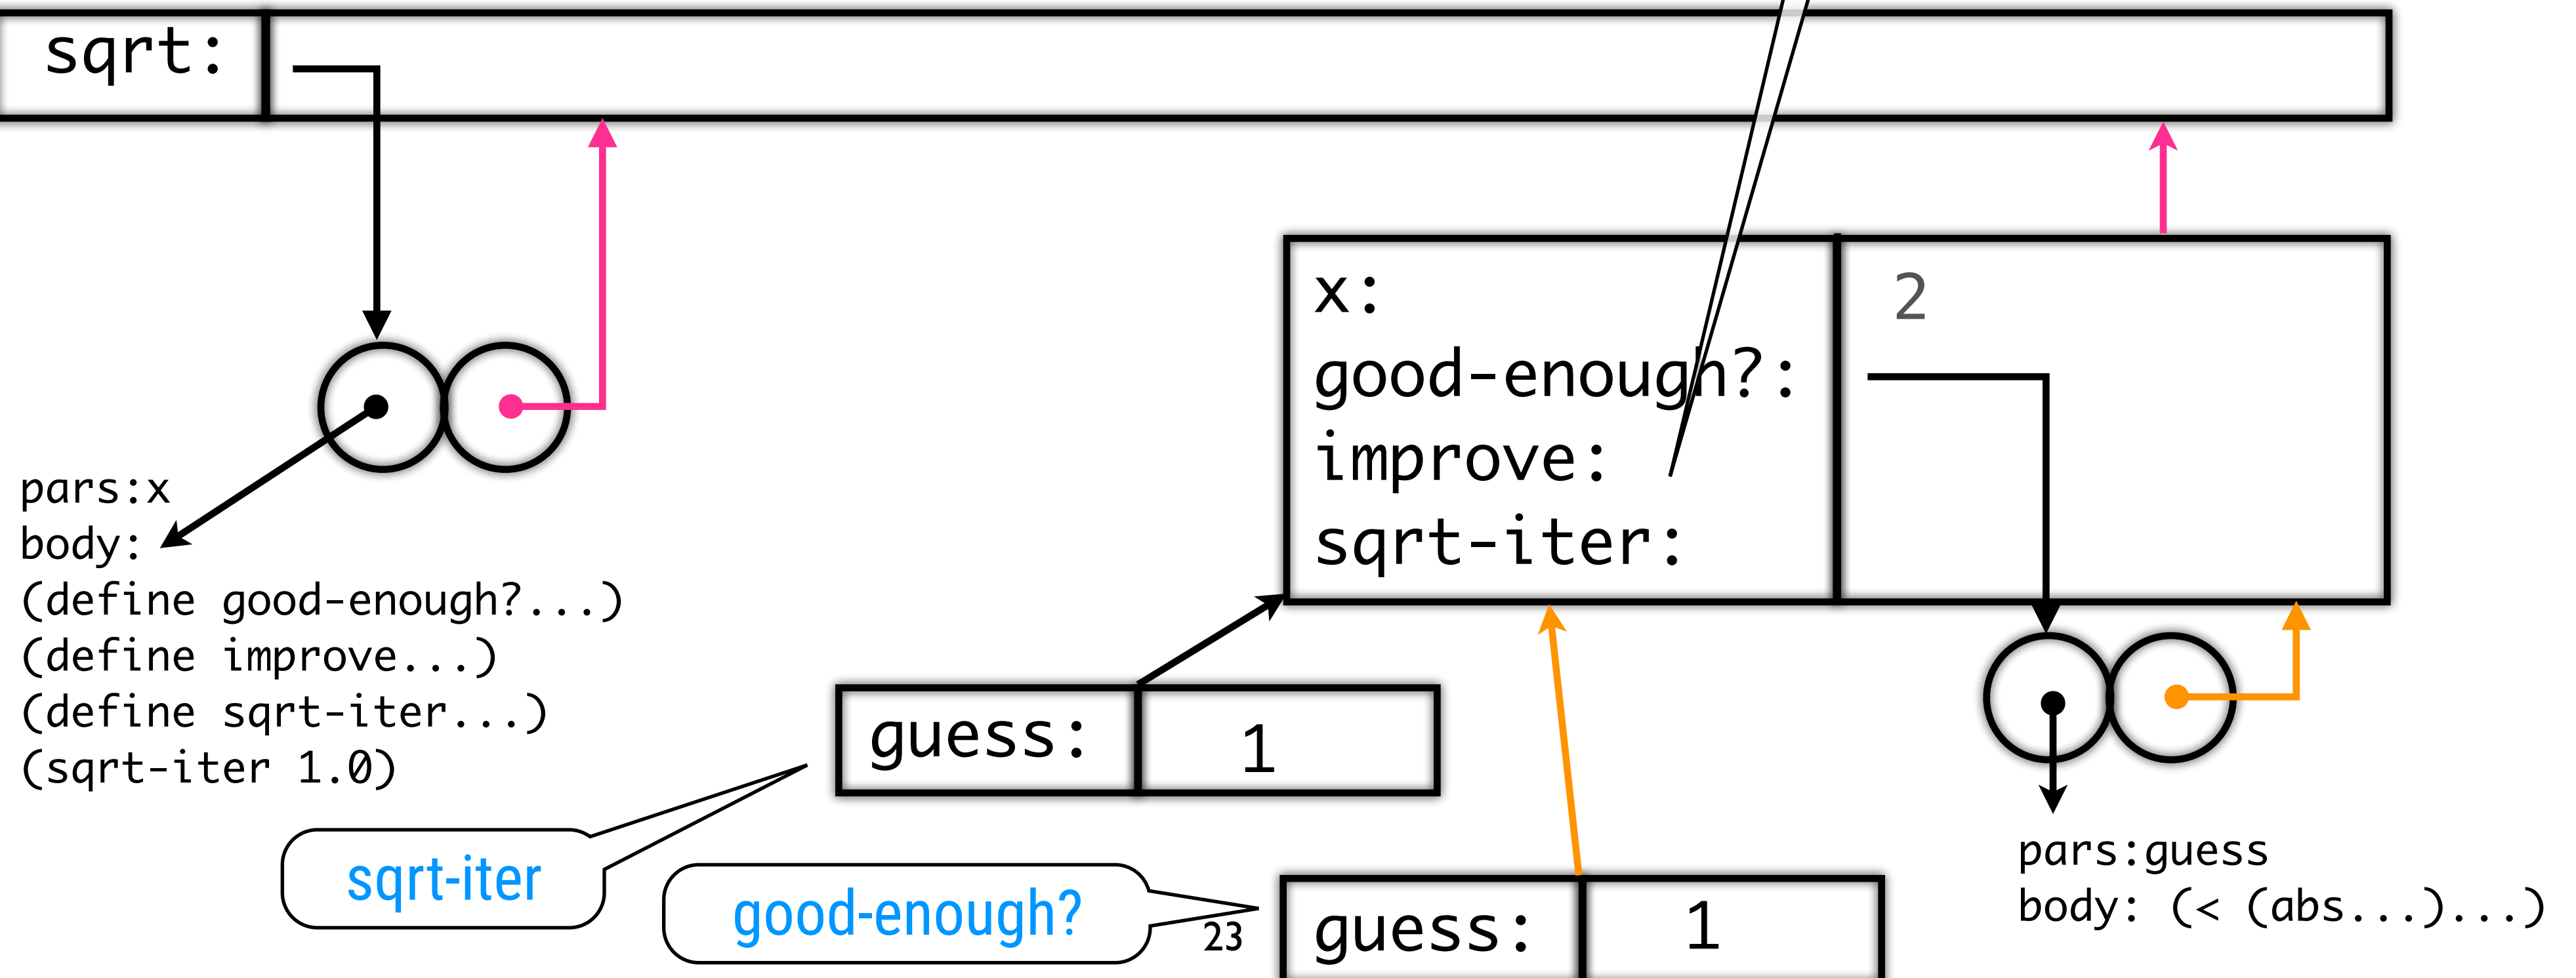 sqrt:
x:
2
good-enough?:
improve:
sqrt-iter:
pars:x
body:
(define good-enough?...)
(define improve...)
(define sqrt-iter...)
(sqrt-iter 1.0)
guess:
1
sqrt-iter
good-enough?
23
guess:
1
pars:guess
body: (< (abs...)...)